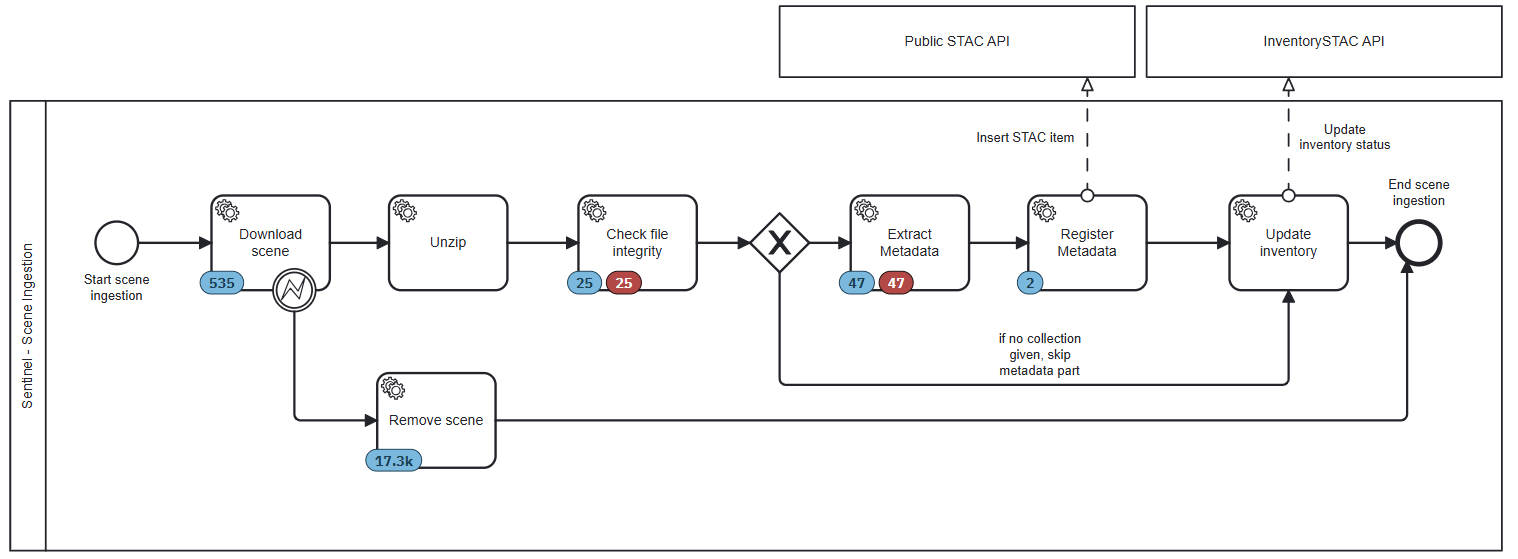 Public STAC API
InventorySTAC API
Sentinel - Scene Ingestion
Insert STAC item
Update
inventory status
Start scene
ingestion
Download
scene
535
Unzip
Check file
integrity
25
25
X
Extract
Metadata
47
47
Register
Metadata
2
Update
inventory
End scene
ingestion
if no collection
given, skip
metadata part
Remove scene
17.3k